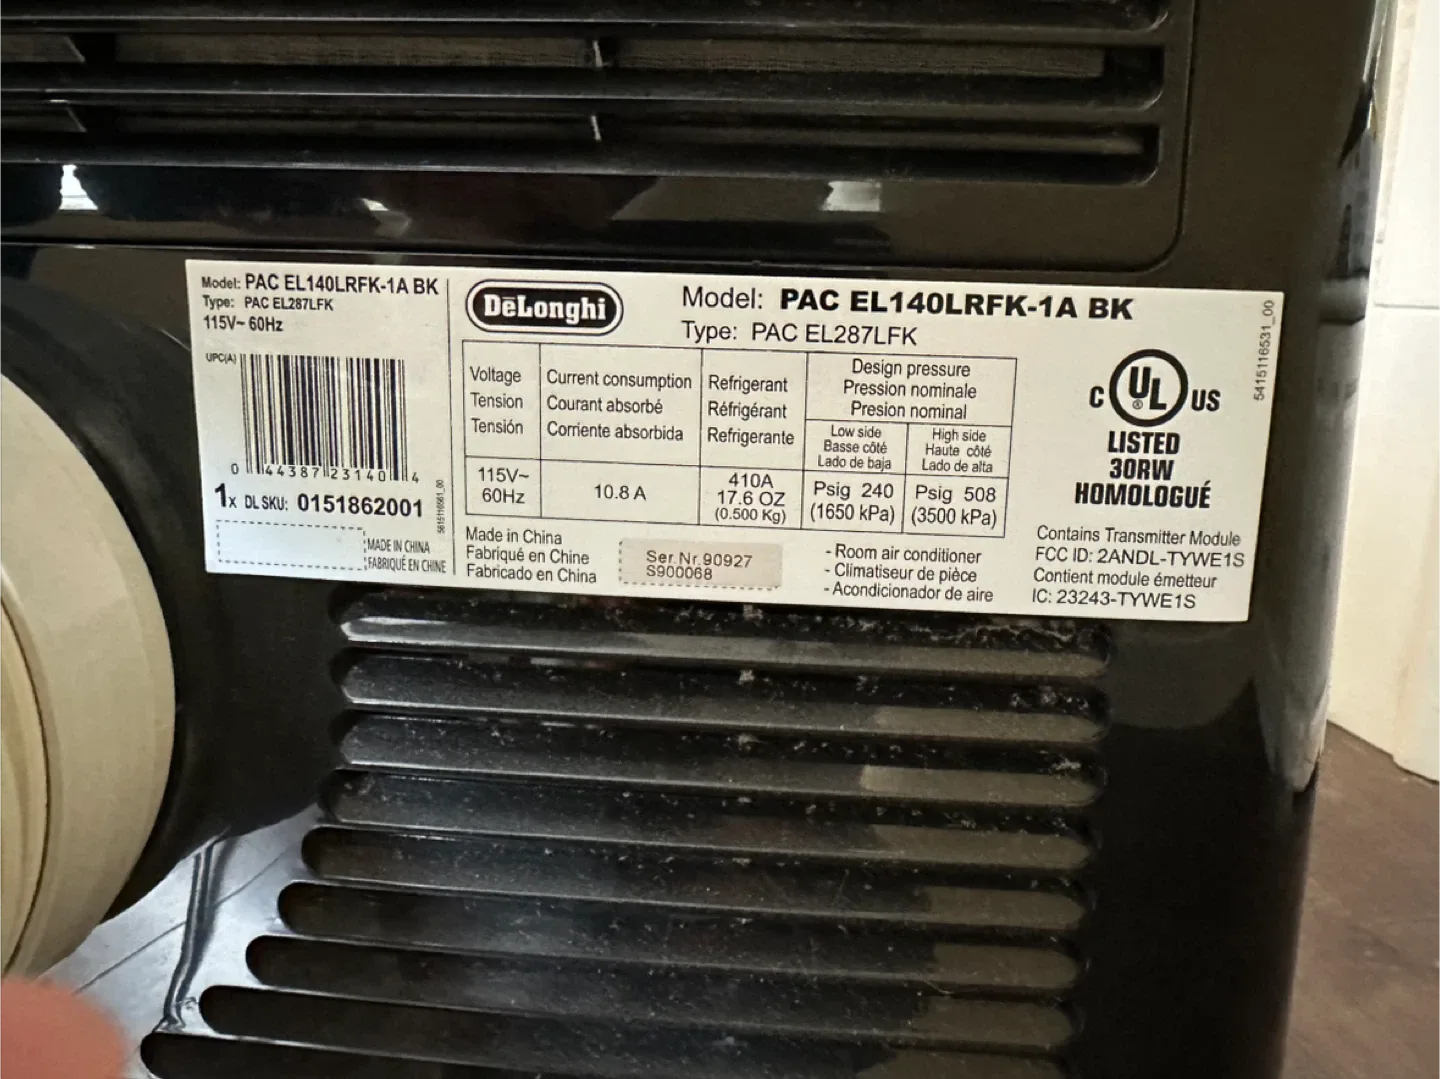 Model: PAC EL140LRFK-1A BK
Type: PAC EL287LFK
115V~ 60Hz
UPC(A)
0 44387 23140 4
1x DL SKU: 0151862001
5615116561_00
MADE IN CHINA
FABRIQUÉ EN CHINE
DēLonghi
Model: PAC EL140LRFK-1A BK
Type: PAC EL287LFK
Voltage
Tension
Tensión
Current consumption
Courant absorbé
Corriente absorbida
Refrigerant
Réfrigérant
Refrigerante
Design pressure
Pression nominale
Presion nominal
Low side
Basse côté
Lado de baja
High side
Haute côté
Lado de alta
115V~
60Hz
10.8 A
410A
17.6 OZ
(0.500 Kg)
Psig 240
(1650 kPa)
Psig 508
(3500 kPa)
Made in China
Fabriqué en Chine
Fabricado en China
Ser.Nr.90927
S900068
- Room air conditioner
- Climatiseur de pièce
- Acondicionador de aire
C UL US
®
LISTED
30RW
HOMOLOGUÉ
Contains Transmitter Module
FCC ID: 2ANDL-TYWE1S
Contient module émetteur
IC: 23243-TYWE1S
5415116531_00